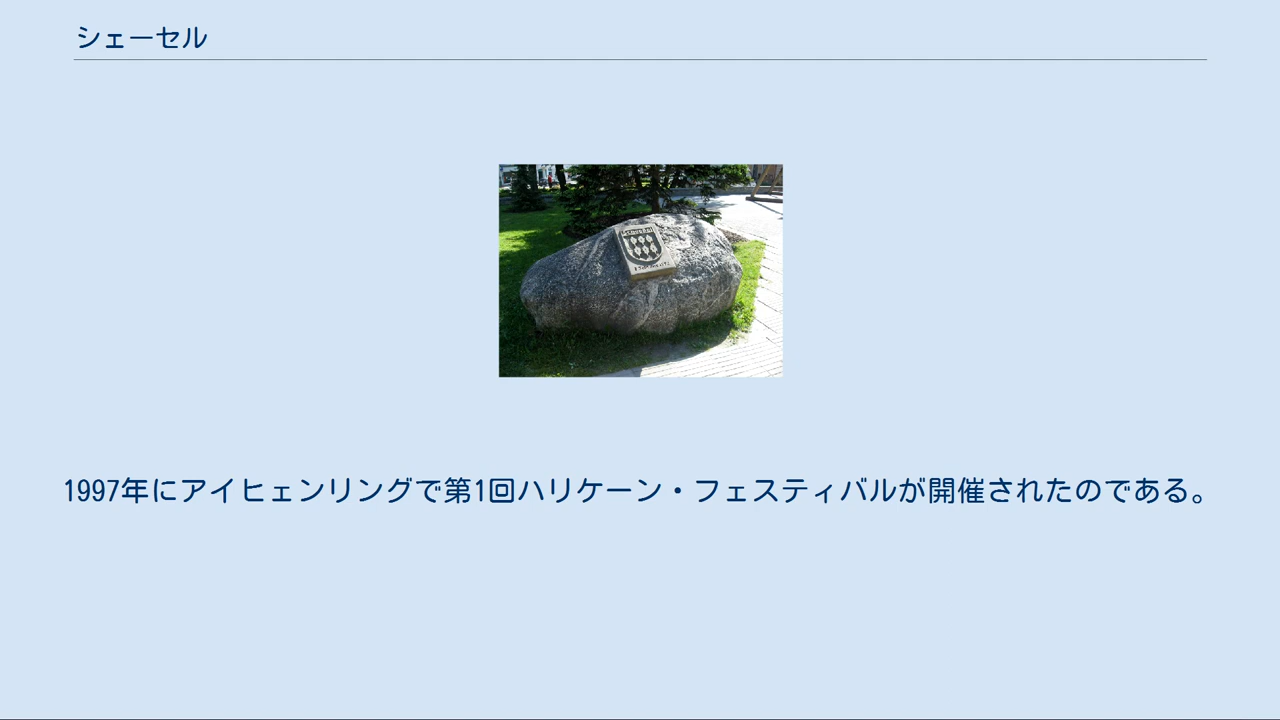 シェーセル
1997年にアイヒェンリングで第1回ハリケーン・フェスティバルが開催されたのである。